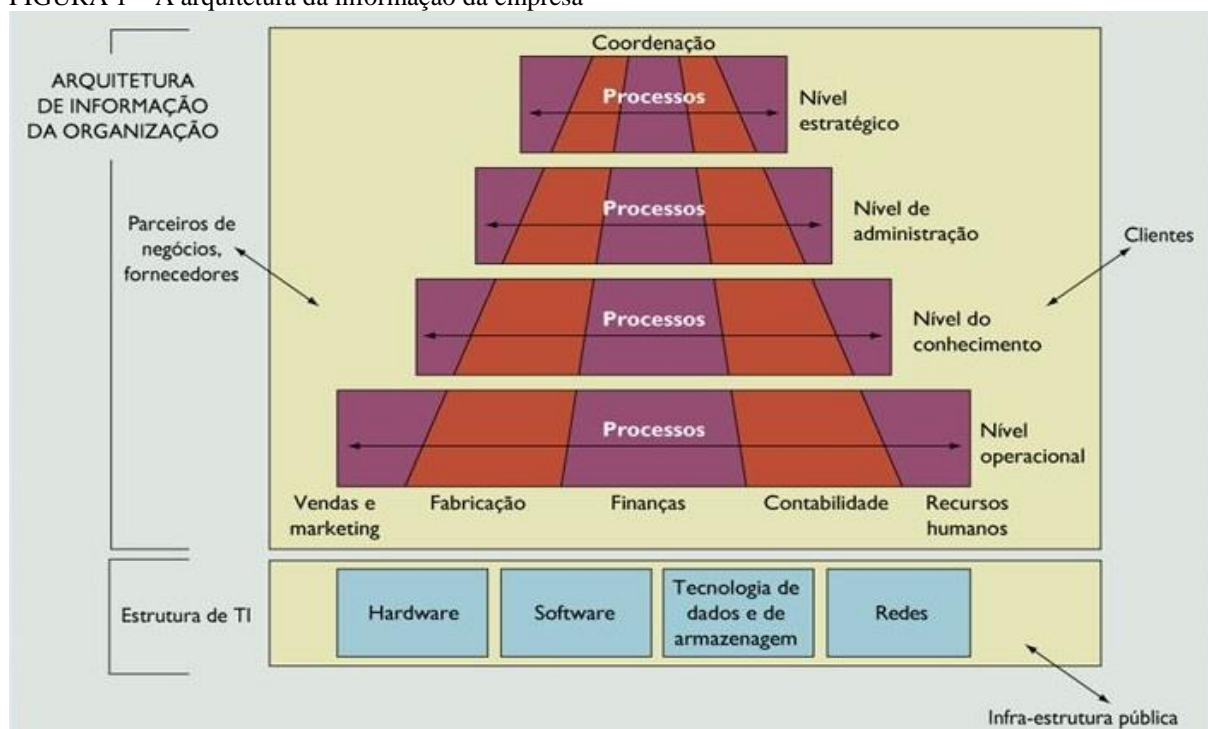 FIGURA 1 – A arquitetura da informação da empresa
Coordenação
ARQUITETURA
DE INFORMAÇÃO
DA ORGANIZAÇÃO
Processos
Nível
estratégico
Parceiros de
negócios,
fornecedores
Processos
Nível de
administração
Clientes
Processos
Nível do
conhecimento
Processos
Nível
operacional
Vendas e
marketing
Fabricação
Finanças
Contabilidade
Recursos
humanos
Estrutura de TI
Hardware
Software
Tecnologia de
dados e de
armazenagem
Redes
Infra-estrutura pública